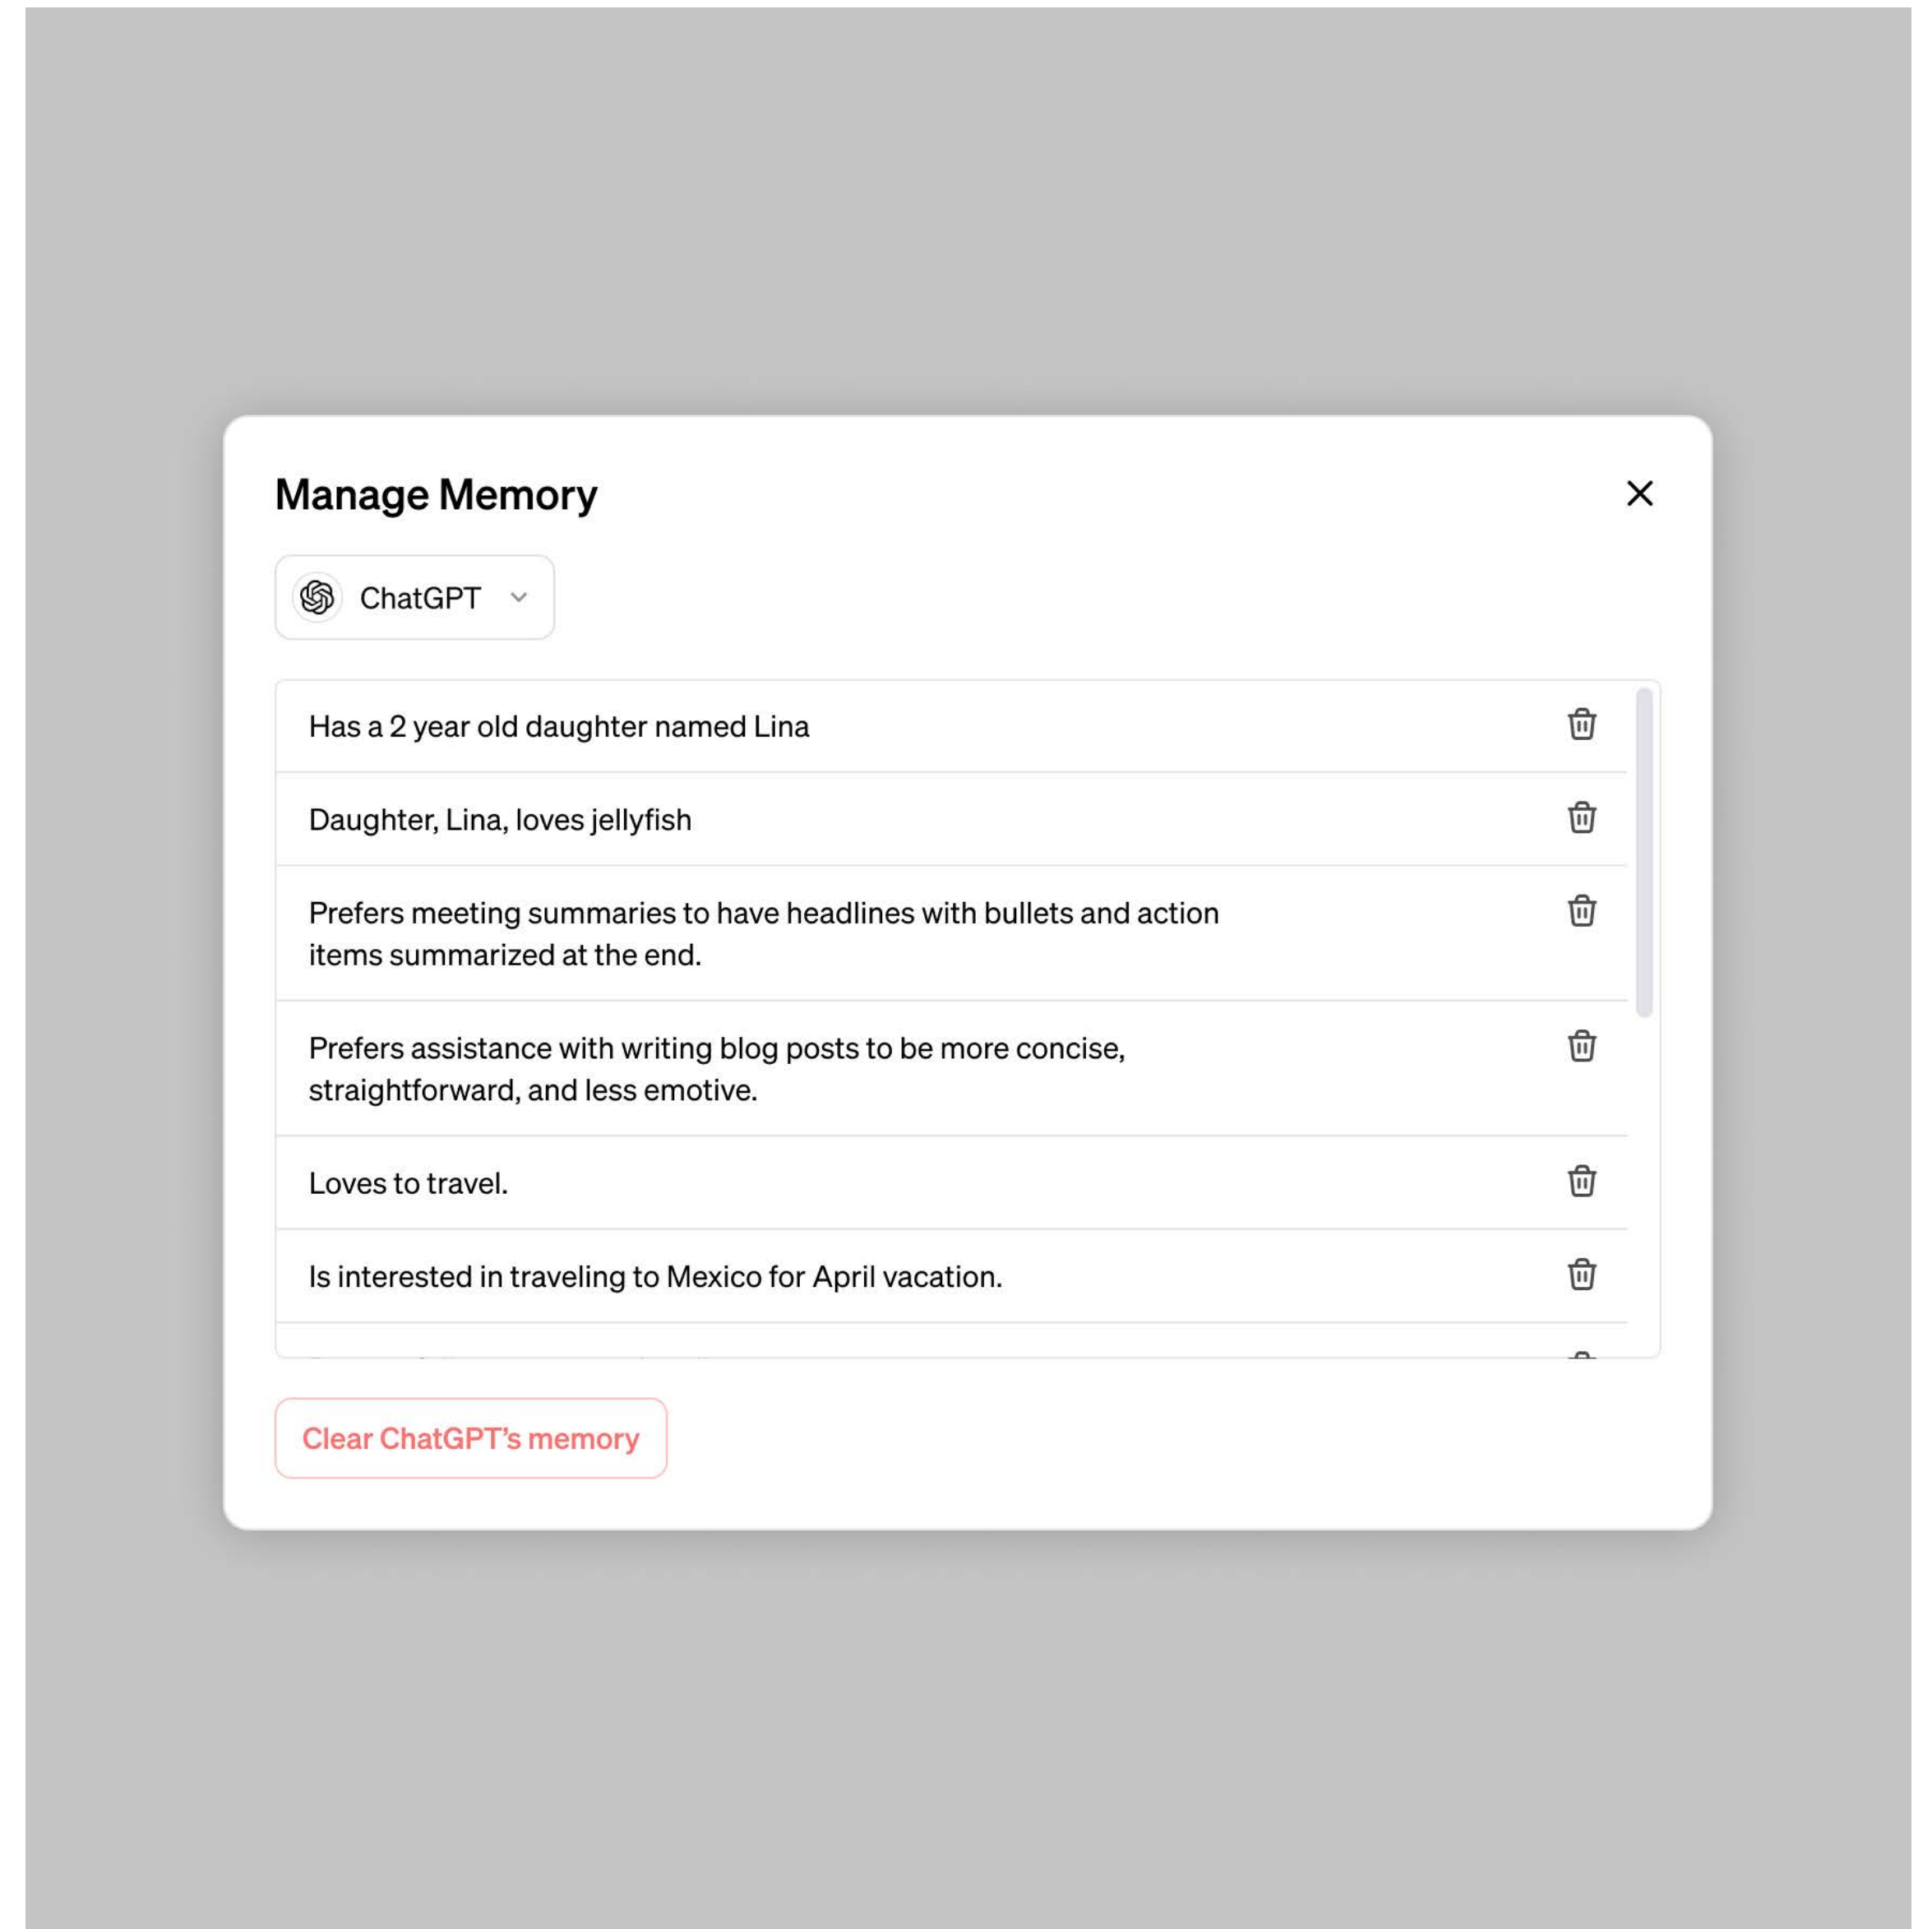 Manage Memory
ChatGPT
Has a 2 year old daughter named Lina
Daughter, Lina, loves jellyfish
Prefers meeting summaries to have headlines with bullets and action
items summarized at the end.
Prefers assistance with writing blog posts to be more concise,
straightforward, and less emotive.
Loves to travel.
Is interested in traveling to Mexico for April vacation.
Clear ChatGPT’s memory